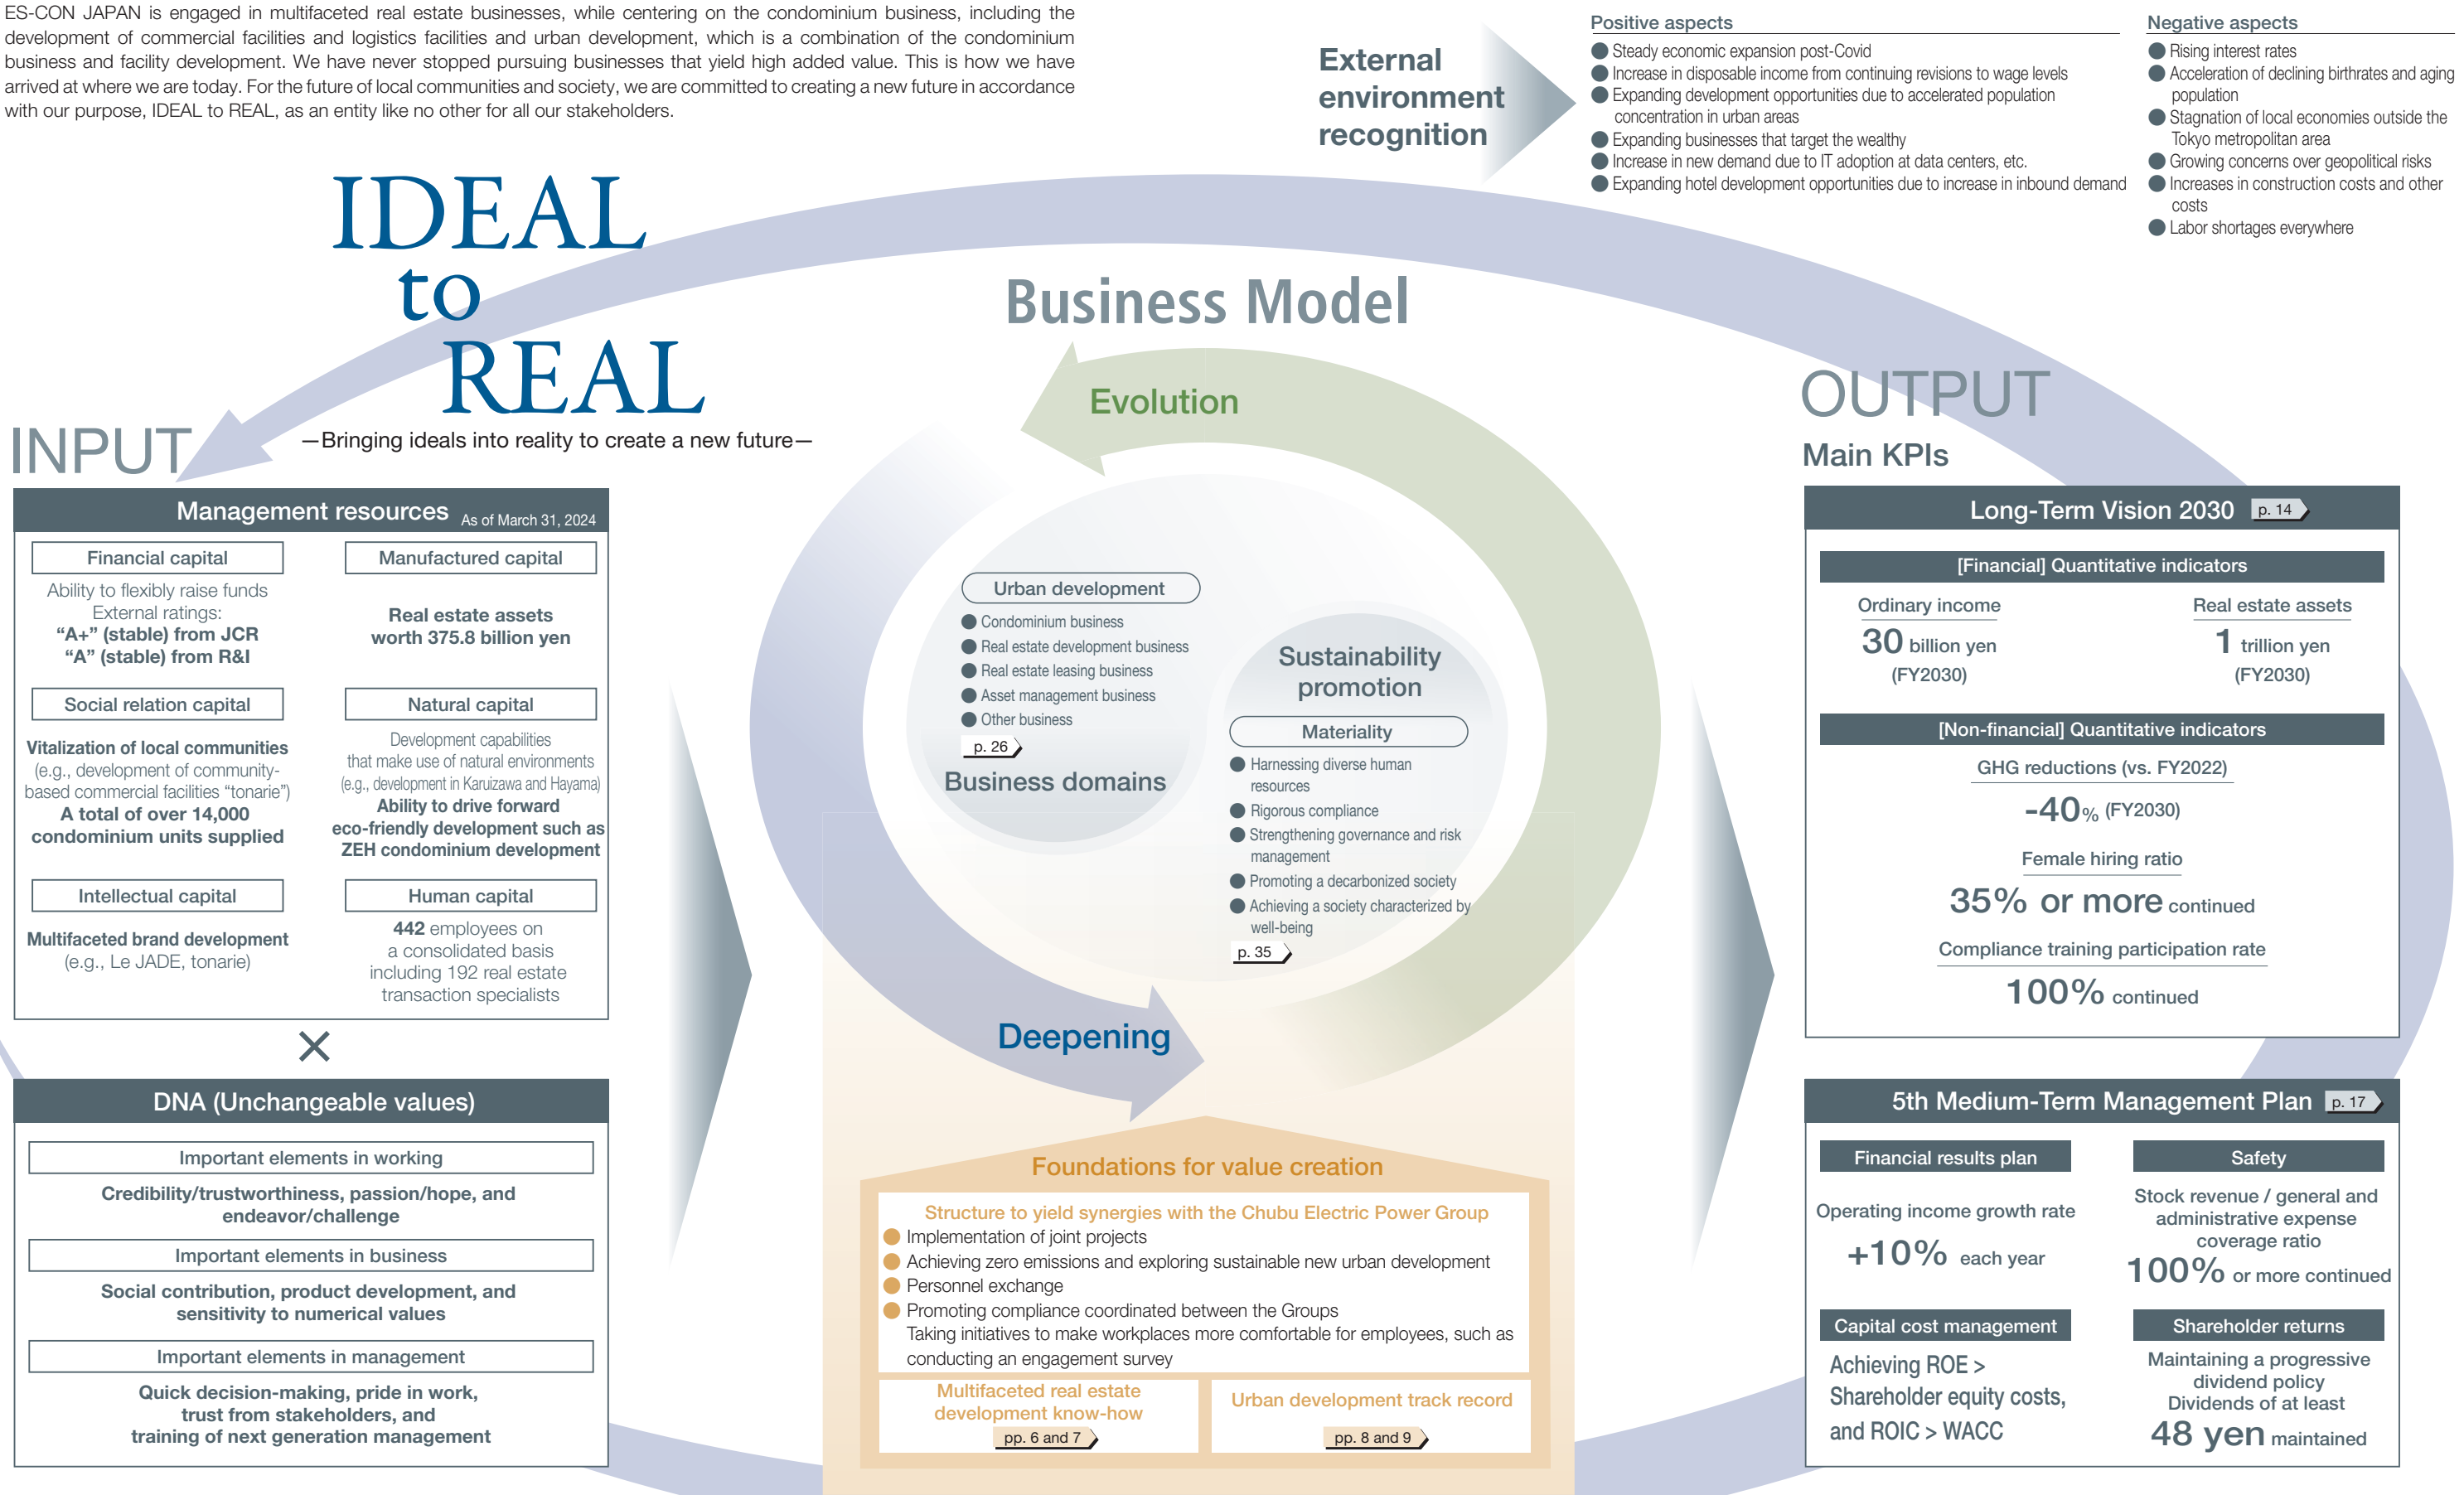 ES-CON JAPAN is engaged in multifaceted real estate businesses, while centering on the condominium business, including the
development of commercial facilities and logistics facilities and urban development, which is a combination of the condominium
business and facility development. We have never stopped pursuing businesses that yield high added value. This is how we have
arrived at where we are today. For the future of local communities and society, we are committed to creating a new future in accordance
with our purpose, IDEAL to REAL, as an entity like no other for all our stakeholders.
External
environment
recognition
Positive aspects
● Steady economic expansion post-Covid
● Increase in disposable income from continuing revisions to wage levels
● Expanding development opportunities due to accelerated population
concentration in urban areas
● Expanding businesses that target the wealthy
● Increase in new demand due to IT adoption at data centers, etc.
● Expanding hotel development opportunities due to increase in inbound demand
Negative aspects
● Rising interest rates
● Acceleration of declining birthrates and aging
population
● Stagnation of local economies outside the
Tokyo metropolitan area
● Growing concerns over geopolitical risks
● Increases in construction costs and other
costs
● Labor shortages everywhere
IDEAL
to
REAL
—Bringing ideals into reality to create a new future—
INPUT
Management resources As of March 31, 2024
Financial capital
Ability to flexibly raise funds
External ratings:
“A+” (stable) from JCR
“A” (stable) from R&I
Manufactured capital
Real estate assets
worth 375.8 billion yen
Social relation capital
Vitalization of local communities
(e.g., development of community-
based commercial facilities “tonarie”)
A total of over 14,000
condominium units supplied
Natural capital
Development capabilities
that make use of natural environments
(e.g., development in Karuizawa and Hayama)
Ability to drive forward
eco-friendly development such as
ZEH condominium development
Intellectual capital
Multifaceted brand development
(e.g., Le JADE, tonarie)
Human capital
442 employees on
a consolidated basis
including 192 real estate
transaction specialists
×
DNA (Unchangeable values)
Important elements in working
Credibility/trustworthiness, passion/hope, and
endeavor/challenge
Important elements in business
Social contribution, product development, and
sensitivity to numerical values
Important elements in management
Quick decision-making, pride in work,
trust from stakeholders, and
training of next generation management
Business Model
Evolution
Urban development
● Condominium business
● Real estate development business
● Real estate leasing business
● Asset management business
● Other business
p. 26
Business domains
Sustainability
promotion
Materiality
● Harnessing diverse human
resources
● Rigorous compliance
● Strengthening governance and risk
management
● Promoting a decarbonized society
● Achieving a society characterized by
well-being
p. 35
Deepening
Foundations for value creation
Structure to yield synergies with the Chubu Electric Power Group
● Implementation of joint projects
● Achieving zero emissions and exploring sustainable new urban development
● Personnel exchange
● Promoting compliance coordinated between the Groups
Taking initiatives to make workplaces more comfortable for employees, such as
conducting an engagement survey
Multifaceted real estate
development know-how
pp. 6 and 7
Urban development track record
pp. 8 and 9
OUTPUT
Main KPIs
Long-Term Vision 2030 p. 14
[Financial] Quantitative indicators
Ordinary income
30 billion yen
(FY2030)
Real estate assets
1 trillion yen
(FY2030)
[Non-financial] Quantitative indicators
GHG reductions (vs. FY2022)
-40% (FY2030)
Female hiring ratio
35% or more continued
Compliance training participation rate
100% continued
5th Medium-Term Management Plan p. 17
Financial results plan
Operating income growth rate
+10% each year
Safety
Stock revenue / general and
administrative expense
coverage ratio
100% or more continued
Capital cost management
Achieving ROE >
Shareholder equity costs,
and ROIC > WACC
Shareholder returns
Maintaining a progressive
dividend policy
Dividends of at least
48 yen maintained